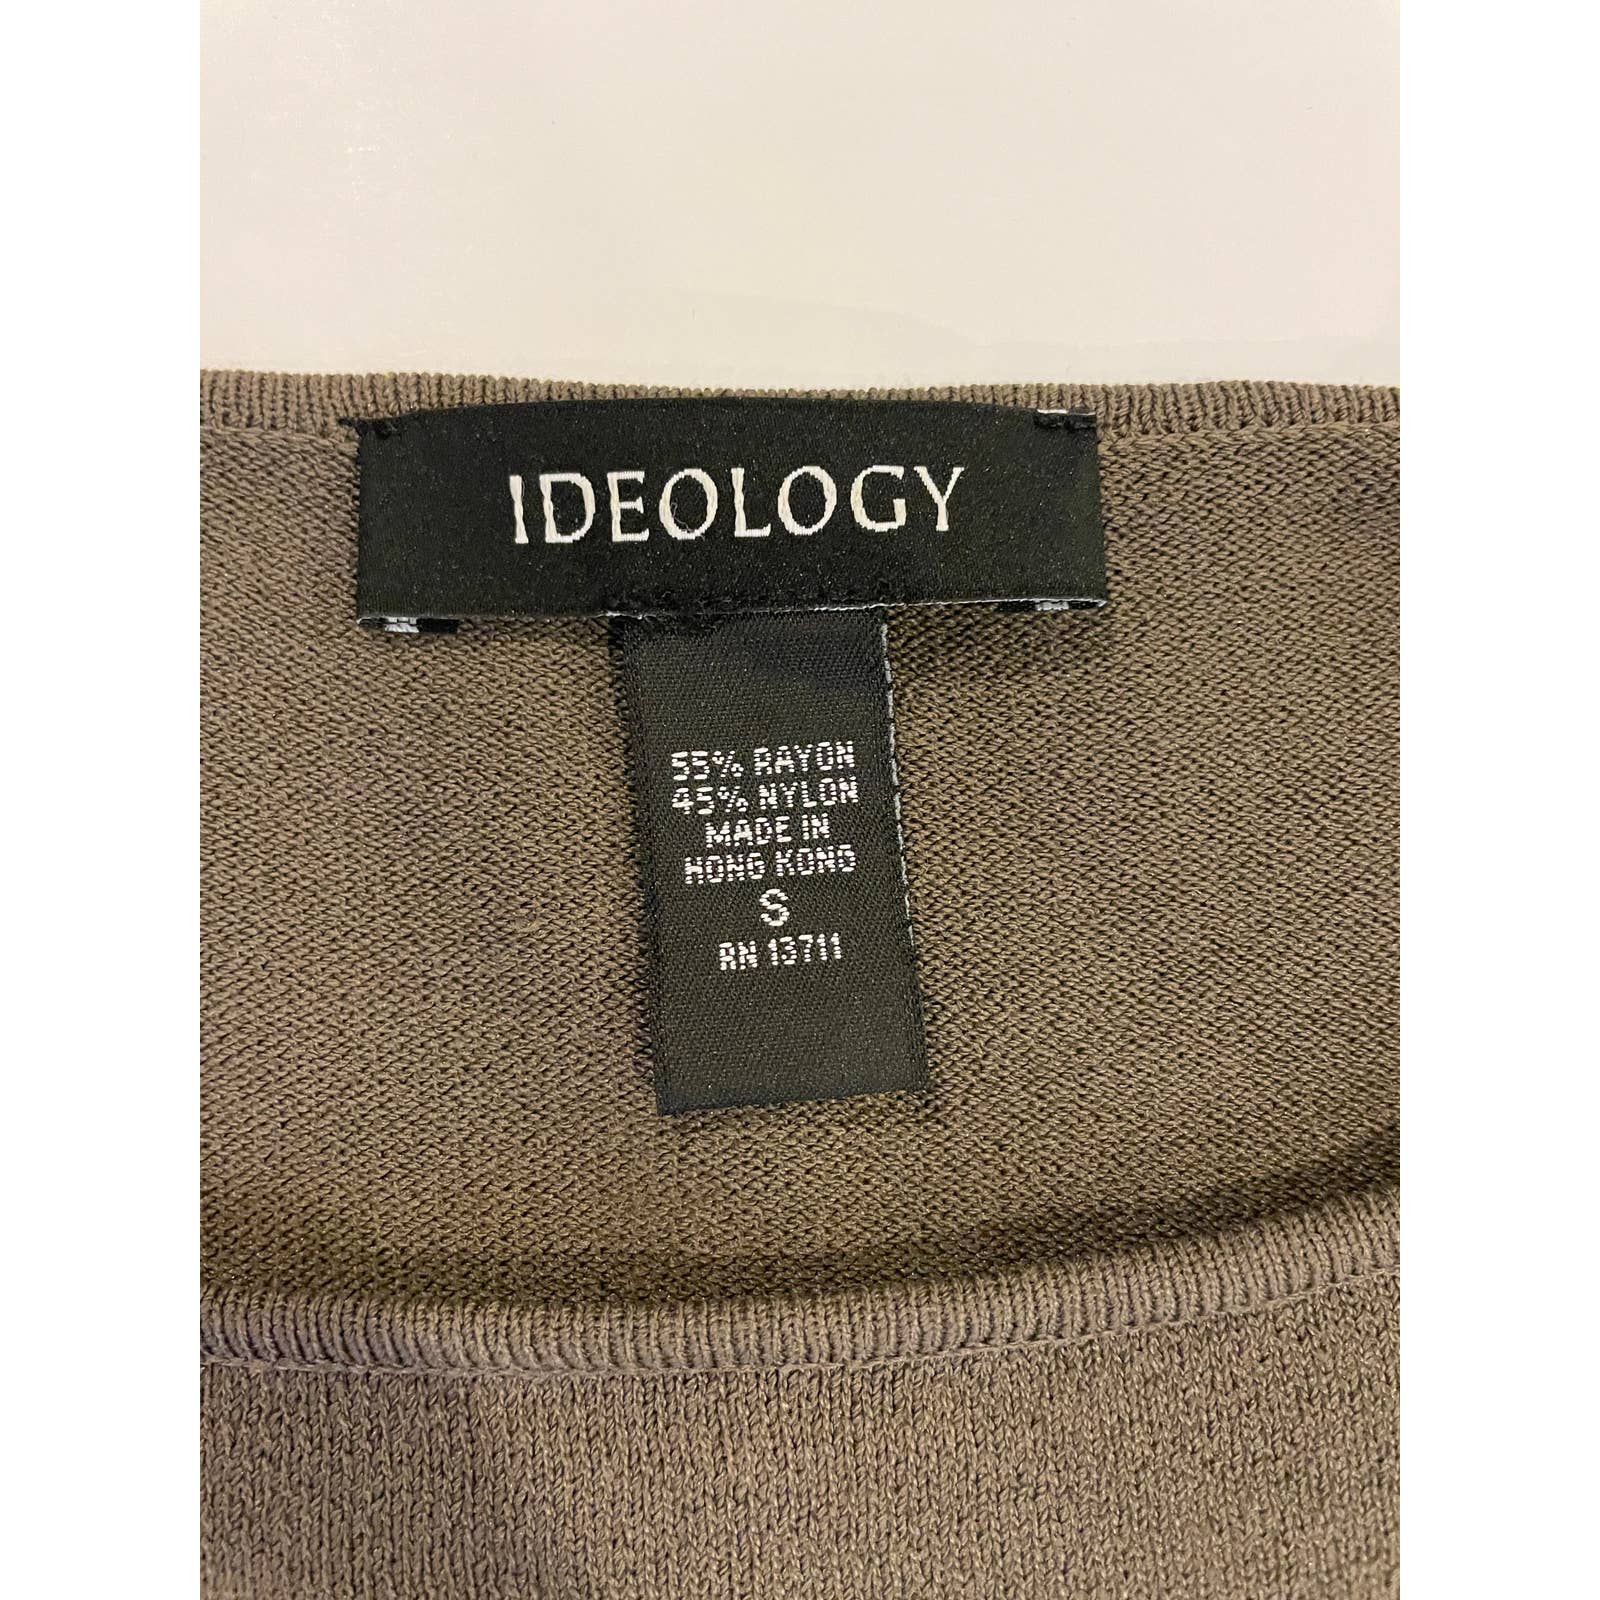 IDEOLOGY
55% RAYON
45% NYLON
MADE IN
HONG KONG
S
RN 13711